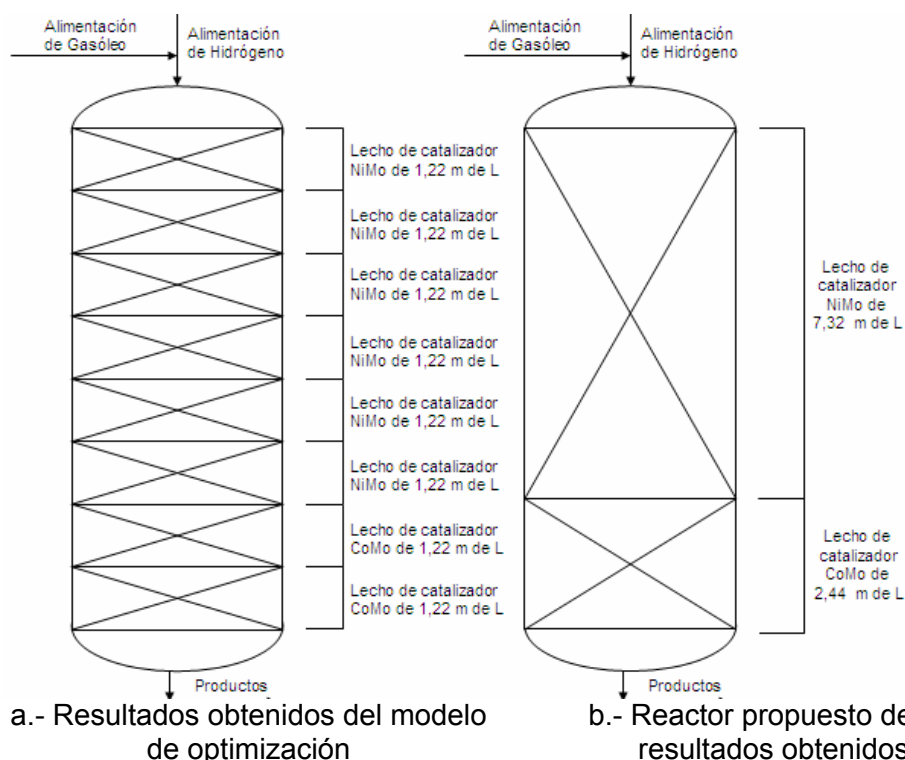 Alimentación
de Gasóleo
Alimentación
de Hidrógeno
Lecho de catalizador
NiMo de 1,22 m de L
Lecho de catalizador
NiMo de 1,22 m de L
Lecho de catalizador
NiMo de 1,22 m de L
Lecho de catalizador
NiMo de 1,22 m de L
Lecho de catalizador
NiMo de 1,22 m de L
Lecho de catalizador
NiMo de 1,22 m de L
Lecho de catalizador
CoMo de 1,22 m de L
Lecho de catalizador
CoMo de 1,22 m de L
Productos
a.- Resultados obtenidos del modelo
de optimización
Alimentación
de Gasóleo
Alimentación
de Hidrógeno
Lecho de
catalizador
NiMo de
7,32 m de L
Lecho de
catalizador
CoMo de
2,44 m de L
Productos
b.- Reactor propuesto de
resultados obtenidos